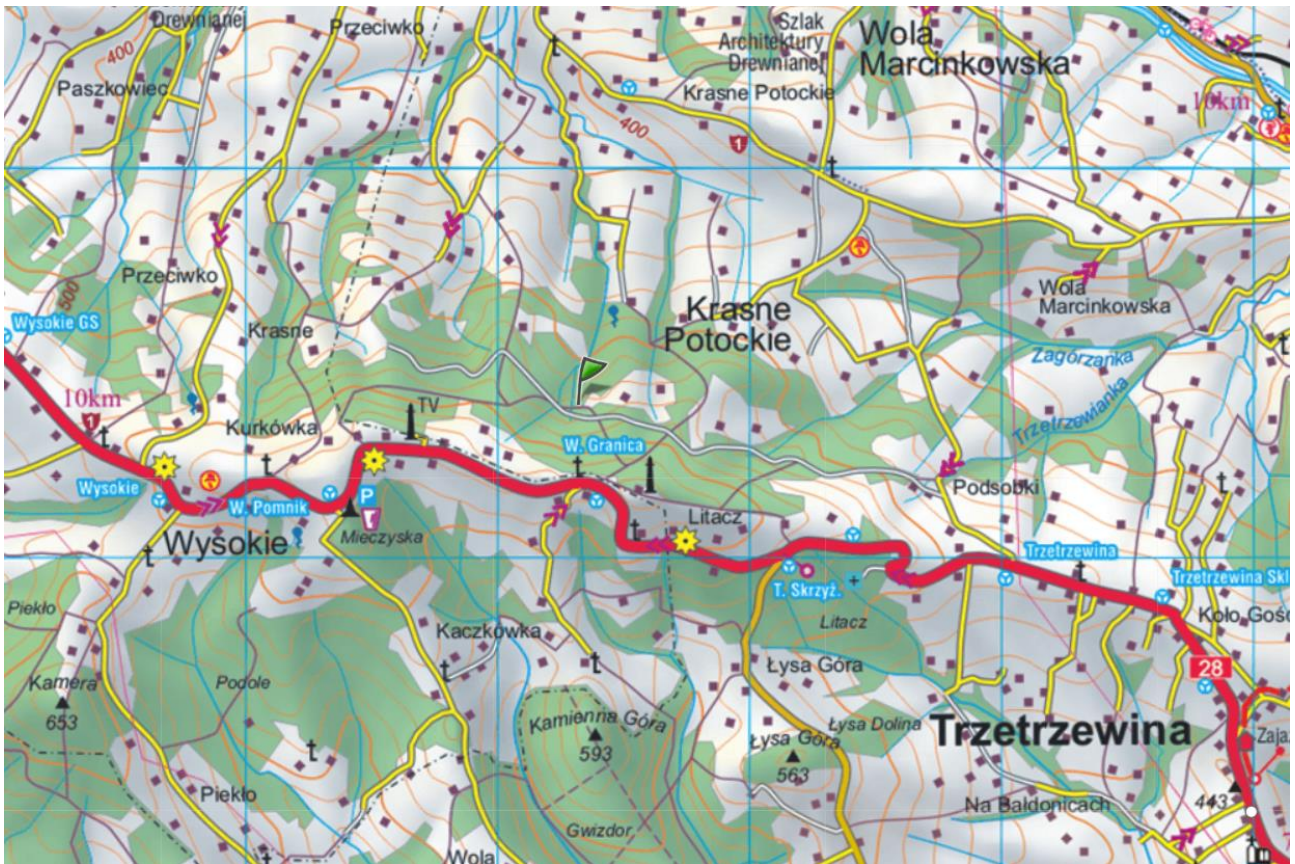 Drewnianej
Przeciwko
Szlak
Architektury
Drewnianej
Wola
Marcinkowska
400
Paszkowiec
Krasne Potockie
10km
400
1
Przeciwko
500
Wola
Marcinkowska
Wysokie GS
Krasne
Krasne
Potockie
Zagórzanka
10km
1
TV
Trzetrzewianka
Kurkówka
W. Granica
Wysokie
W. Pomnik
P
Podsobki
Litacz
Wysokie
Mieczyska
Trzetrzewina
T. Skrzyż.
Trzetrzewina Skl
Piekło
Koło Gośc
Kaczkówka
Litacz
28
Łysa Góra
Kamera
653
Podole
Kamienna Góra
593
Łysa Dolina
Trzetrzewina
Łysa Góra
563
Zaja
Piekło
Na Bałdonicach
443
Gwizdor
Wola